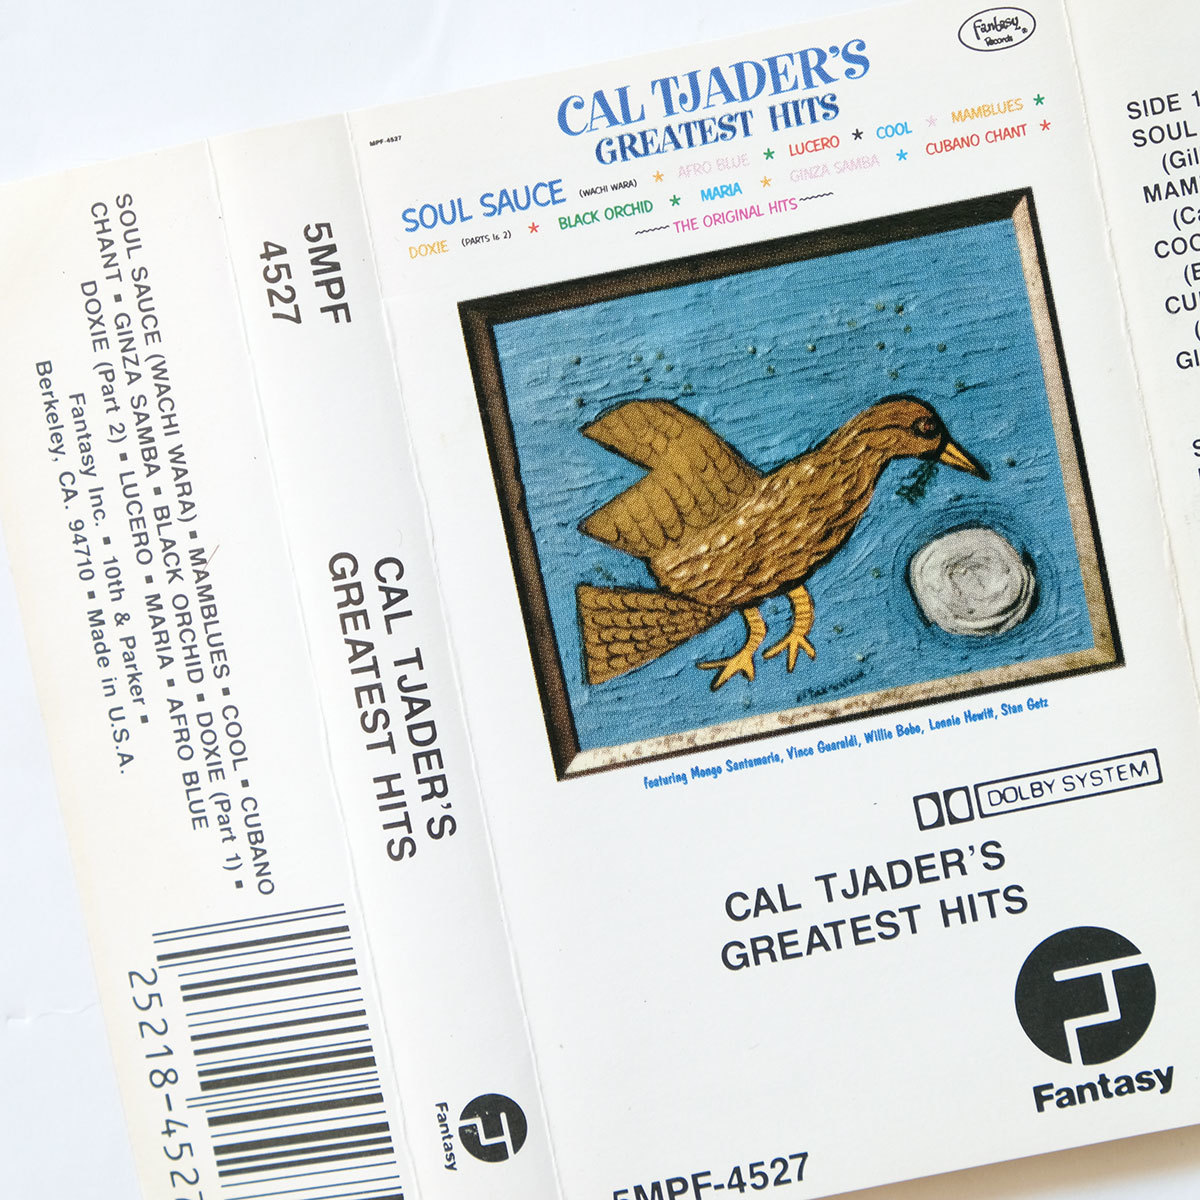 SOUL SAUCE (WACHI WARA) ▪ MAMBLUES ▪ COOL ▪ CUBANO
CHANT ▪ GINZA SAMBA ▪ BLACK ORCHID ▪ DOXIE (Part 1) ▪
DOXIE (Part 2) ▪ LUCERO ▪ MARIA ▪ AFRO BLUE
Fantasy Inc. ▪ 10th & Parker ▪
Berkeley, CA. 94710 ▪ Made in U.S.A.
25218-452
5MPF
4527
CAL TJADER'S
GREATEST HITS
Fantasy
MPF-4527
Fantasy
Records
CAL TJADER'S
GREATEST HITS
SOUL SAUCE (WACHI WARA) * AFRO BLUE * LUCERO * COOL * MAMBLUES *
DOXIE (PARTS 1 & 2) * BLACK ORCHID * MARIA * GINZA SAMBA * CUBANO CHANT *
THE ORIGINAL HITS
featuring Mongo Santamaria, Vince Guaraldi, Willie Bobo, Lonnie Hewitt, Stan Getz
DOLBY SYSTEM
CAL TJADER'S
GREATEST HITS
Fantasy
5MPF-4527
SIDE 1
SOUL
(Gil
MAM
(Ca
COO
(E
CU
(
GI
S